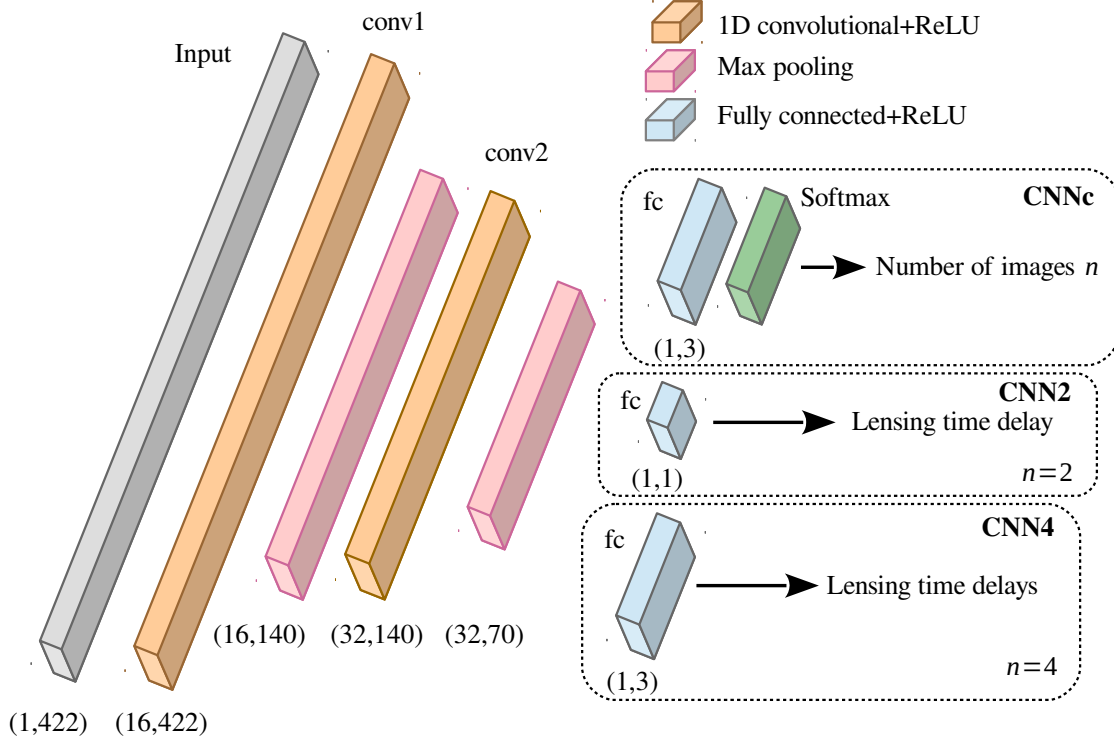 Input
conv1
conv2
(1,422)
(16,422)
(16,140)
(32,140)
(32,70)
1D convolutional+ReLU
Max pooling
Fully connected+ReLU
CNNc
fc
Softmax
Number of images n
(1,3)
CNN2
fc
Lensing time delay
(1,1)
n=2
CNN4
fc
Lensing time delays
(1,3)
n=4